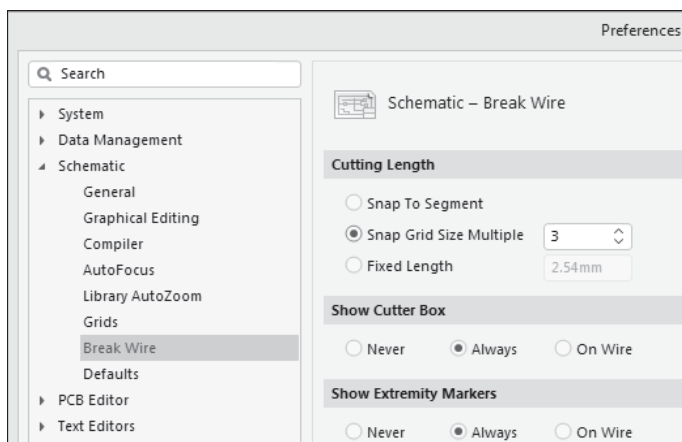 Preferences
Search
System
Data Management
Schematic
General
Graphical Editing
Compiler
AutoFocus
Library AutoZoom
Grids
Break Wire
Defaults
PCB Editor
Text Editors
Schematic – Break Wire
Cutting Length
Snap To Segment
Snap Grid Size Multiple 3
Fixed Length 2.54mm
Show Cutter Box
Never Always On Wire
Show Extremity Markers
Never Always On Wire